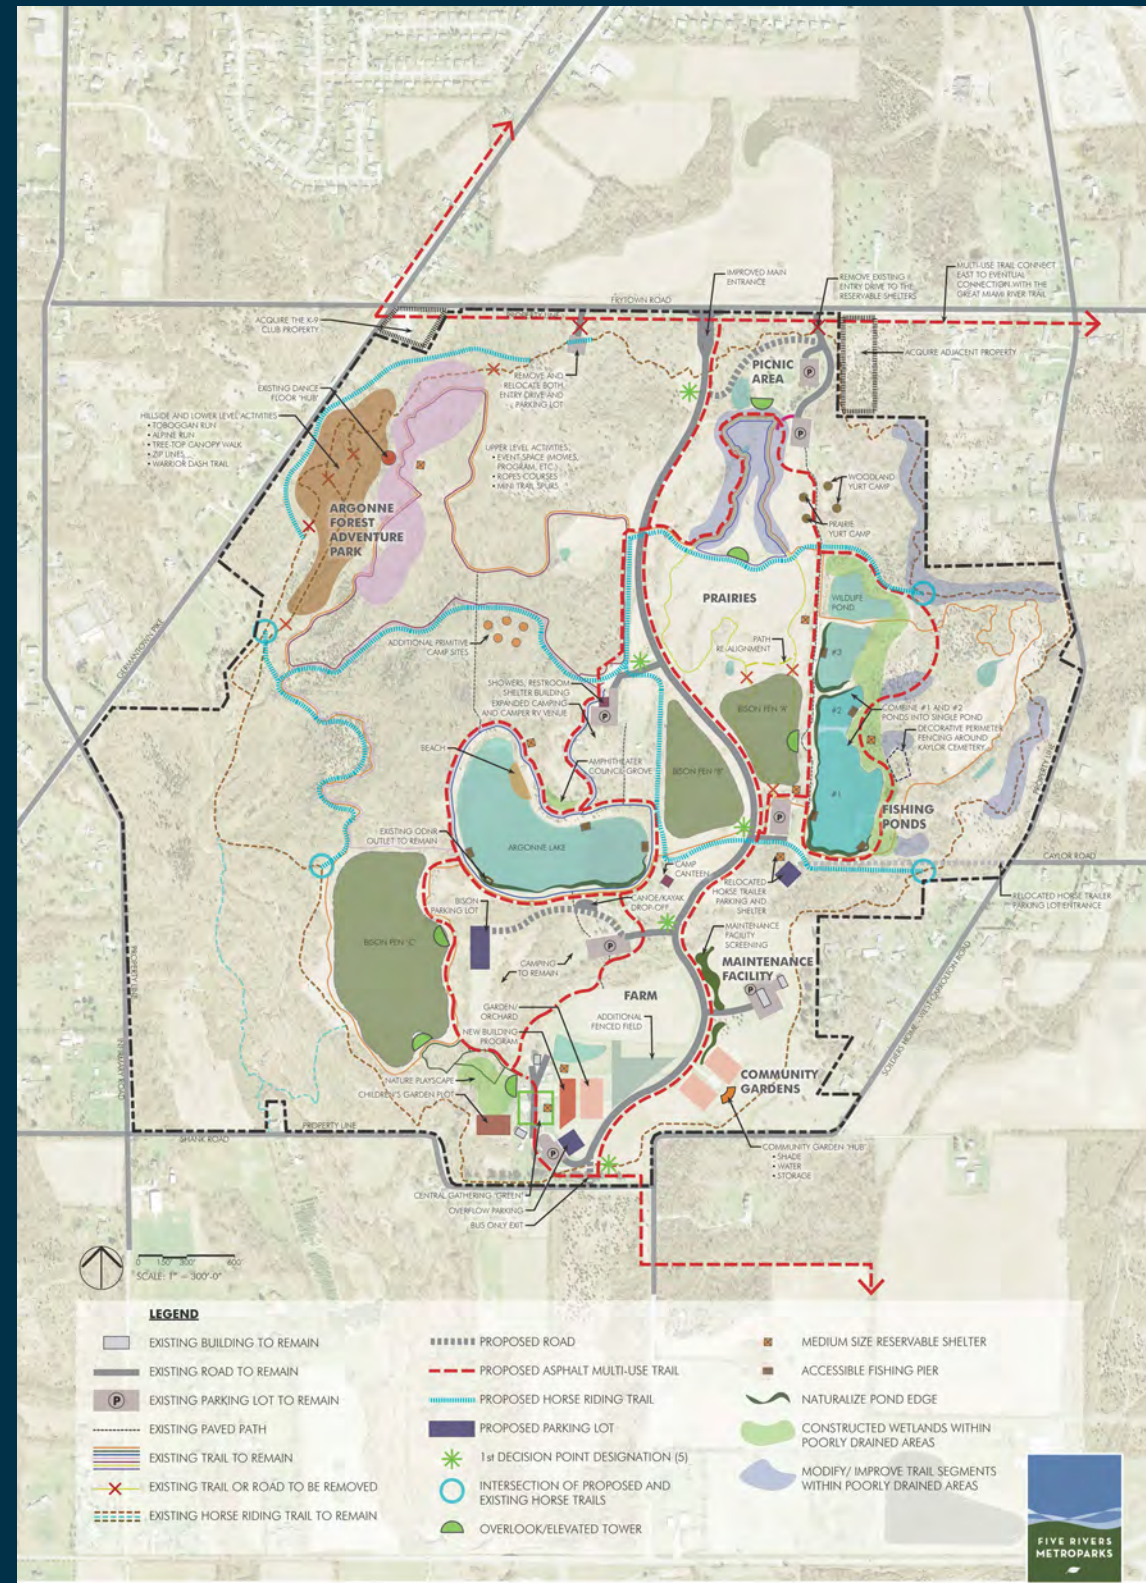 IMPROVED MAIN
ENTRANCE
REMOVE EXISTING
ENTRY DRIVE TO THE
RESERVABLE SHELTERS
MULTI-USE TRAIL CONNECT
EAST TO EVENTUAL
CONNECTION WITH THE
GREAT MIAMI RIVER TRAIL
FRYTOWN ROAD
ACQUIRE THE K-9
CLUB PROPERTY
ACQUIRE ADJACENT PROPERTY
PICNIC
AREA
REMOVE AND
RELOCATE BOTH
ENTRY DRIVE AND
PARKING LOT
EXISTING DANCE
FLOOR "HUB"
HILLSIDE AND LOWER LEVEL ACTIVITIES
• TOBOGGAN RUN
• ALPINE RUN
• TREE-TOP CANOPY WALK
• ZIP LINES
• WARRIOR DASH TRAIL
UPPER LEVEL ACTIVITIES
• EVENT SPACE (MOVIES,
PROGRAM, ETC.)
• ROPES COURSES
• MINI TRAIL SPURS
WOODLAND
YURT CAMP
PRAIRIE
YURT CAMP
ARGONNE
FOREST
ADVENTURE
PARK
PRAIRIES
WILDLIFE
POND
GERMANTOWN PIKE
ADDITIONAL PRIMITIVE
CAMP SITES
PATH
RE-ALIGNMENT
#3
SHOWERS, RESTROOM
SHELTER BUILDING
EXPANDED CAMPING
AND CAMPER RV VENUE
BISON PEN "A"
#2
COMBINE #1 AND #2
PONDS INTO SINGLE POND
DECORATIVE PERIMETER
FENCING AROUND
KAYLOR CEMETERY
BEACH
AMPHITHEATER
COUNCIL GROVE
BISON PEN "B"
#1
PROPERTY LINE
FISHING
PONDS
EXISTING ODNR
OUTLET TO REMAIN
ARGONNE LAKE
CAYLOR ROAD
CAMP
CANTEEN
RELOCATED
HORSE TRAILER
PARKING AND
SHELTER
RELOCATED HORSE TRAILER
PARKING LOT ENTRANCE
BISON
PARKING LOT
CANOE/KAYAK
DROP-OFF
BISON PEN "C"
MAINTENANCE
FACILITY
SCREENING
MAINTENANCE
FACILITY
CAMPING
TO REMAIN
PROPERTY LINE
FARM
GARDEN/
ORCHARD
ADDITIONAL
FENCED FIELD
NEW BUILDING
PROGRAM
INFIRMARY ROAD
NATURE PLAYSCAPE
CHILDREN'S GARDEN PLOT
COMMUNITY
GARDENS
PROPERTY LINE
SHANK ROAD
COMMUNITY GARDEN "HUB"
• SHADE
• WATER
• STORAGE
CENTRAL GATHERING "GREEN"
OVERFLOW PARKING
BUS ONLY EXIT
0 150' 300' 600'
SCALE: 1" = 300'-0"
LEGEND
EXISTING BUILDING TO REMAIN
EXISTING ROAD TO REMAIN
P EXISTING PARKING LOT TO REMAIN
EXISTING PAVED PATH
EXISTING TRAIL TO REMAIN
EXISTING TRAIL OR ROAD TO BE REMOVED
EXISTING HORSE RIDING TRAIL TO REMAIN
PROPOSED ROAD
PROPOSED ASPHALT MULTI-USE TRAIL
PROPOSED HORSE RIDING TRAIL
PROPOSED PARKING LOT
1st DECISION POINT DESIGNATION (5)
INTERSECTION OF PROPOSED AND
EXISTING HORSE TRAILS
OVERLOOK/ELEVATED TOWER
MEDIUM SIZE RESERVABLE SHELTER
ACCESSIBLE FISHING PIER
NATURALIZE POND EDGE
CONSTRUCTED WETLANDS WITHIN
POORLY DRAINED AREAS
MODIFY/ IMPROVE TRAIL SEGMENTS
WITHIN POORLY DRAINED AREAS
FIVE RIVERS
METROPARKS